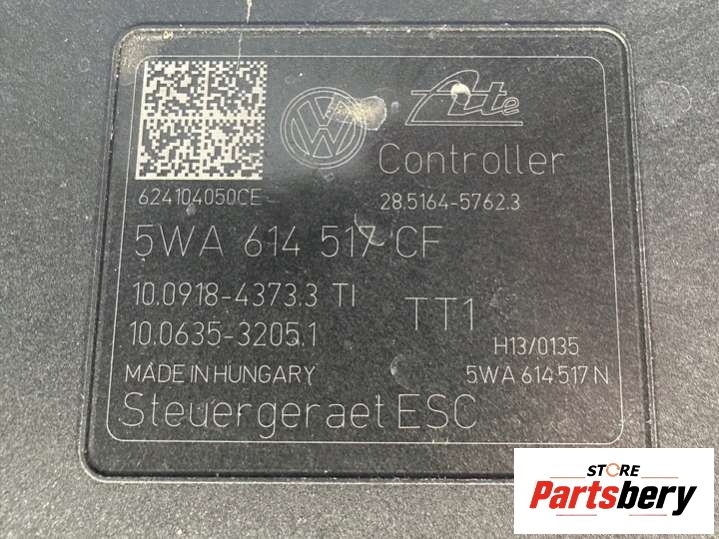 Ate
Controller
624104050CE
28.5164-5762.3
5WA 614 517 CF
10.0918-4373.3 TI
TT1
10.0635-3205.1
H13/0135
MADE IN HUNGARY
5WA 614 517 N
Steuergeraet ESC
STORE
Partsbery